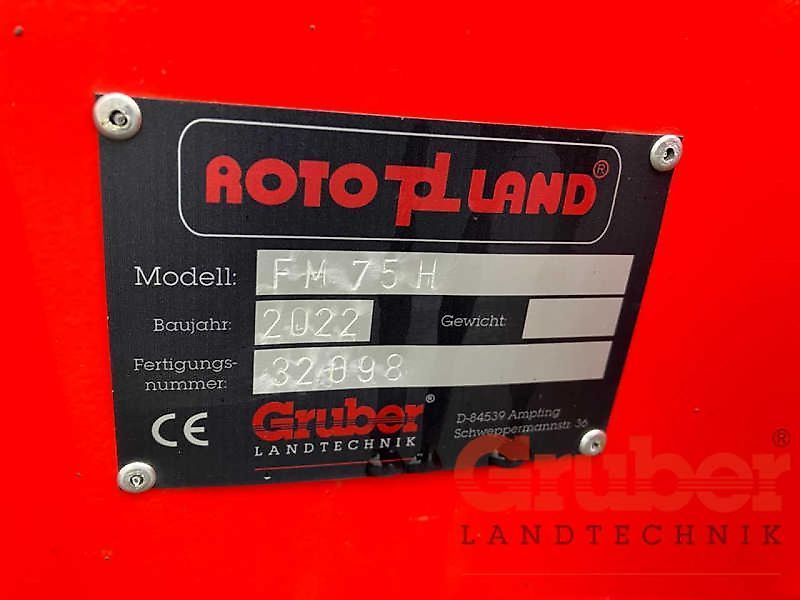 ROTO LAND®
Modell: FM 75 H
Baujahr: 2022 Gewicht:
Fertigungs-
nummer: 32098
CE Gruber®
LANDTECHNIK
D-84539 Ampfing
Schweppermannstr. 36
Gruber®
LANDTECHNIK